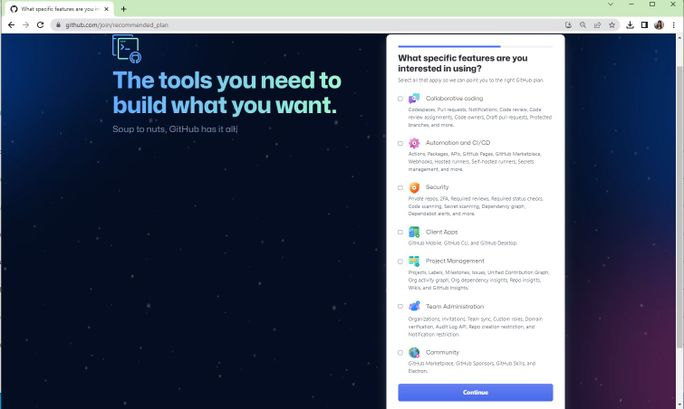 What specific features are you in
github.com/join/recommended_plan
The tools you need to
build what you want.
Soup to nuts, GitHub has it all
What specific features are you
interested in using?
Select all that apply so we can point you to the right GitHub plan.
Collaborative coding
Codespaces, Pull requests, Notifications, Code review, Code
review assignments, Code owners, Draft pull requests, Protected
branches, and more.
Automation and CI/CD
Actions, Packages, APIs, GitHub Pages, GitHub Marketplace,
Webhooks, Hosted runners, Self-hosted runners, Secrets
management, and more.
Security
Private repos, 2FA, Required reviews, Required status checks,
Code scanning, Secret scanning, Dependency graph,
Dependabot alerts, and more.
Client Apps
GitHub Mobile, GitHub CLI, and GitHub Desktop.
Project Management
Projects, Labels, Milestones, Issues, Unified Contribution Graph,
Org activity graph, Org dependency insights, Repo insights,
Wikis, and GitHub Insights.
Team Administration
Organizations, Invitations, Team sync, Custom roles, Domain
verification, Audit Log API, Repo creation restriction, and
Notification restriction.
Community
GitHub Marketplace, GitHub Sponsors, GitHub Skills, and
Electron.
Continue